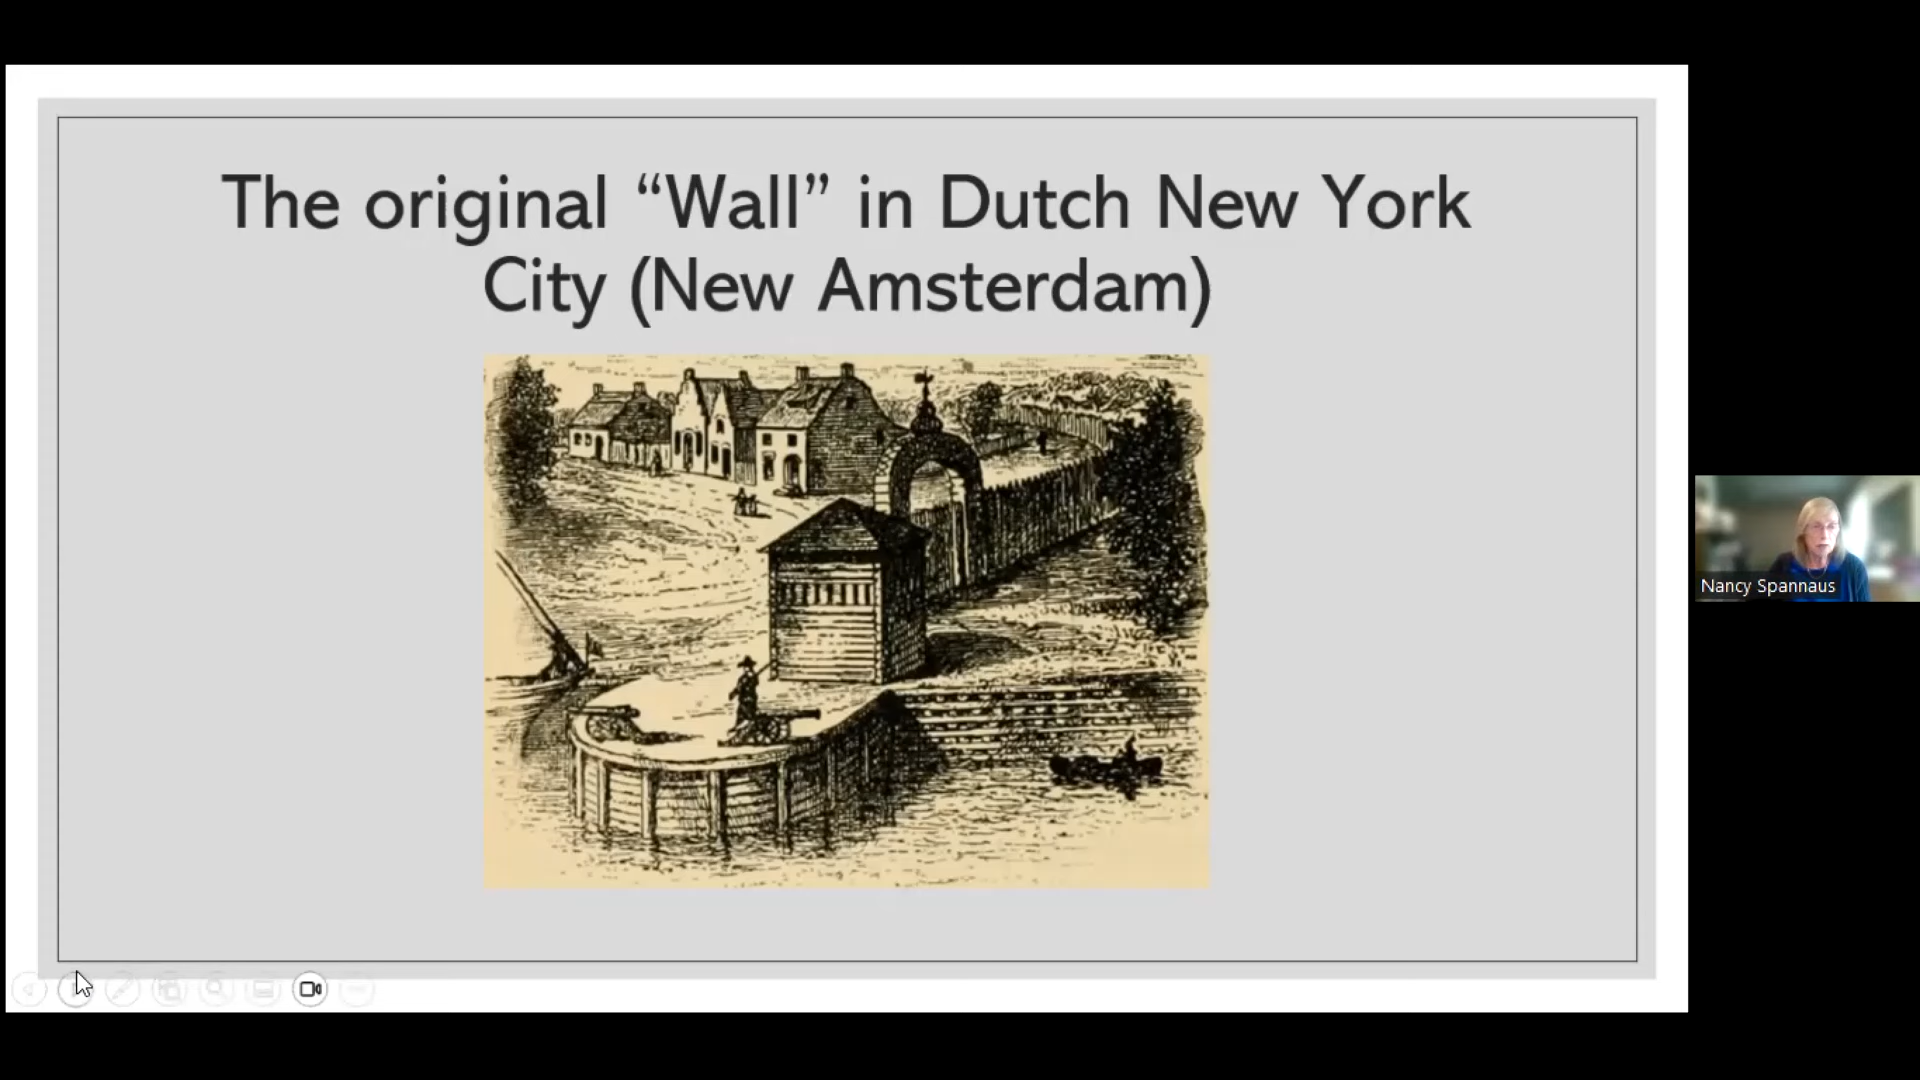 The original “Wall” in Dutch New York
City (New Amsterdam)
Nancy Spannaus